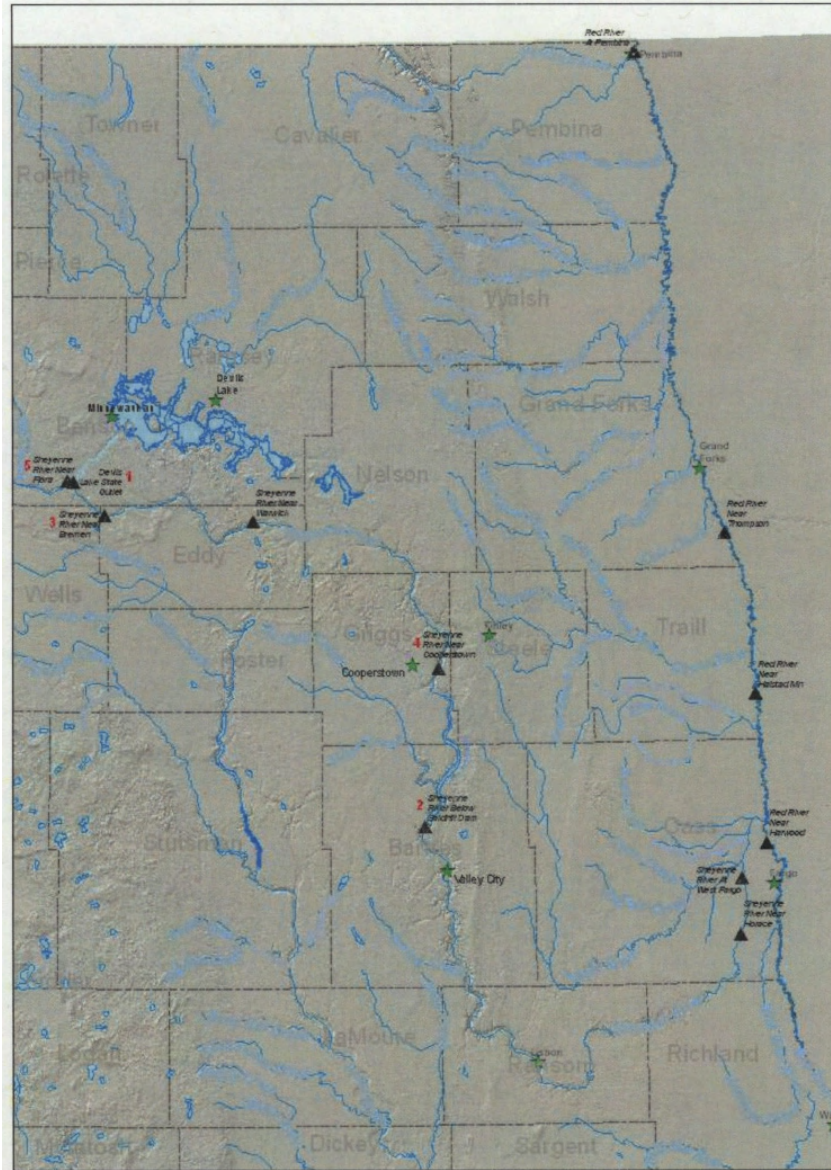 Red River
At Pembina
Pembina
Towner
Cavalier
Pembina
Rolette
Pierce
Walsh
Ramsey
Devils
Lake
Minnewaukan
Benson
Grand Forks
Grand
Forks
Nelson
5
Sheyenne
River Near
Flora
Devils
Lake State
Outlet
1
3
Sheyenne
River Near
Bremen
Sheyenne
River Near
Warwick
Red River
Near
Thompson
Eddy
Wells
Griggs
4
Sheyenne
River Near
Cooperstown
Finley
Steele
Traill
Foster
Cooperstown
Red River
Near
Halstad Mn
2
Sheyenne
River Below
Baldhill Dam
Stutsman
Barnes
Valley City
Cass
Red River
Near
Harwood
Sheyenne
River At
West Fargo
Fargo
Sheyenne
River Near
Horace
Logan
LaMoure
Lisbon
Ransom
Richland
McIntosh
Dickey
Sargent